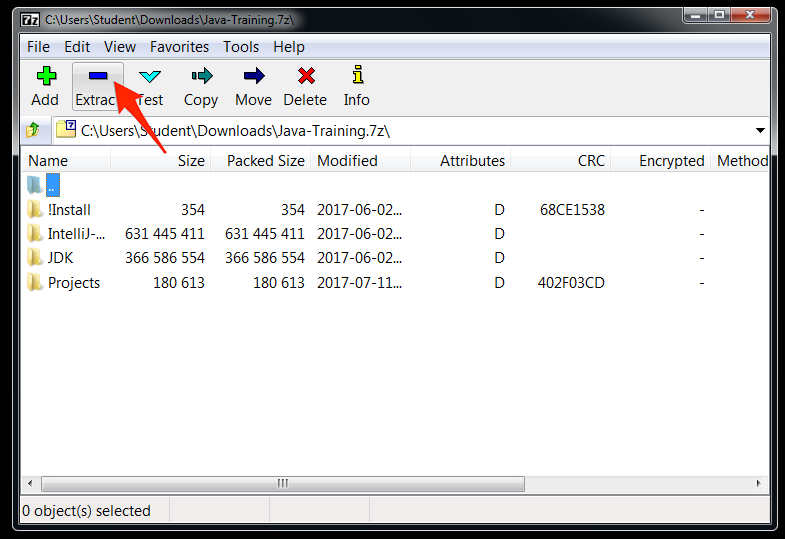 7z C:\Users\Student\Downloads\Java-Training.7z\
File Edit View Favorites Tools Help
Add Extrac Test Copy Move Delete Info
C:\Users\Student\Downloads\Java-Training.7z\
Name Size Packed Size Modified Attributes CRC Encrypted Method
..
!Install 354 354 2017-06-02... D 68CE1538 -
IntelliJ-... 631 445 411 631 445 411 2017-06-02... D -
JDK 366 586 554 366 586 554 2017-06-02... D -
Projects 180 613 180 613 2017-07-11... D 402F03CD -
0 object(s) selected